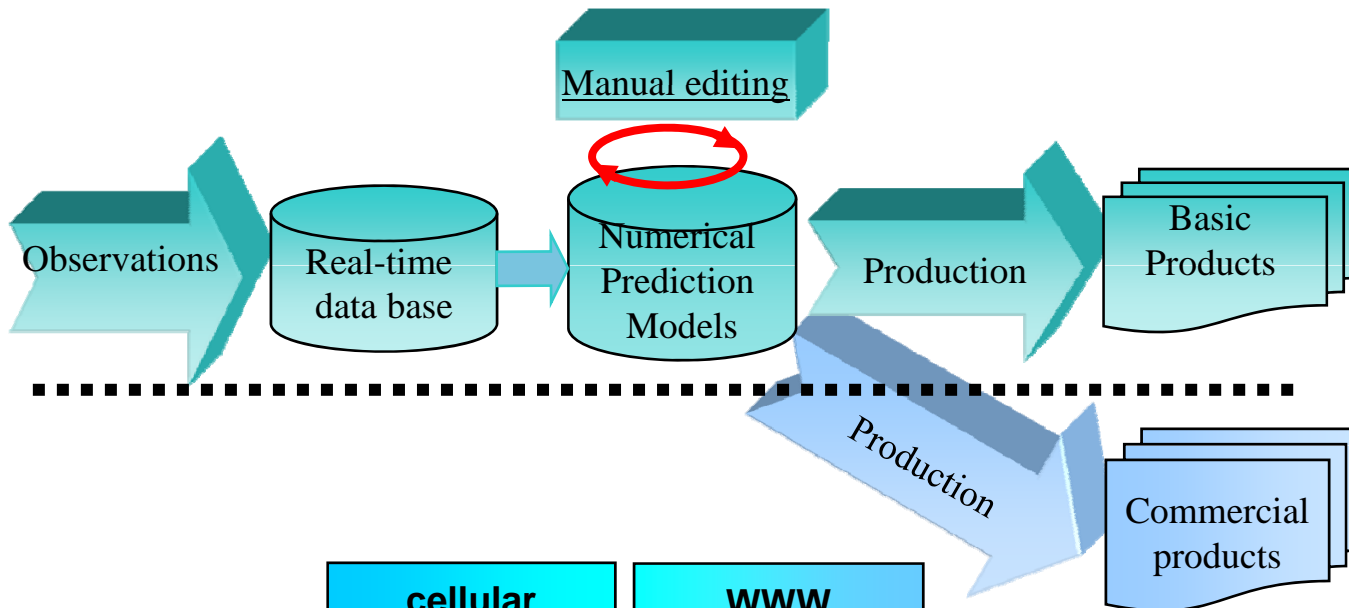 Manual editing
Observations
Real-time
data base
Numerical
Prediction
Models
Production
Basic
Products
Production
Commercial
products
cellular
WWW